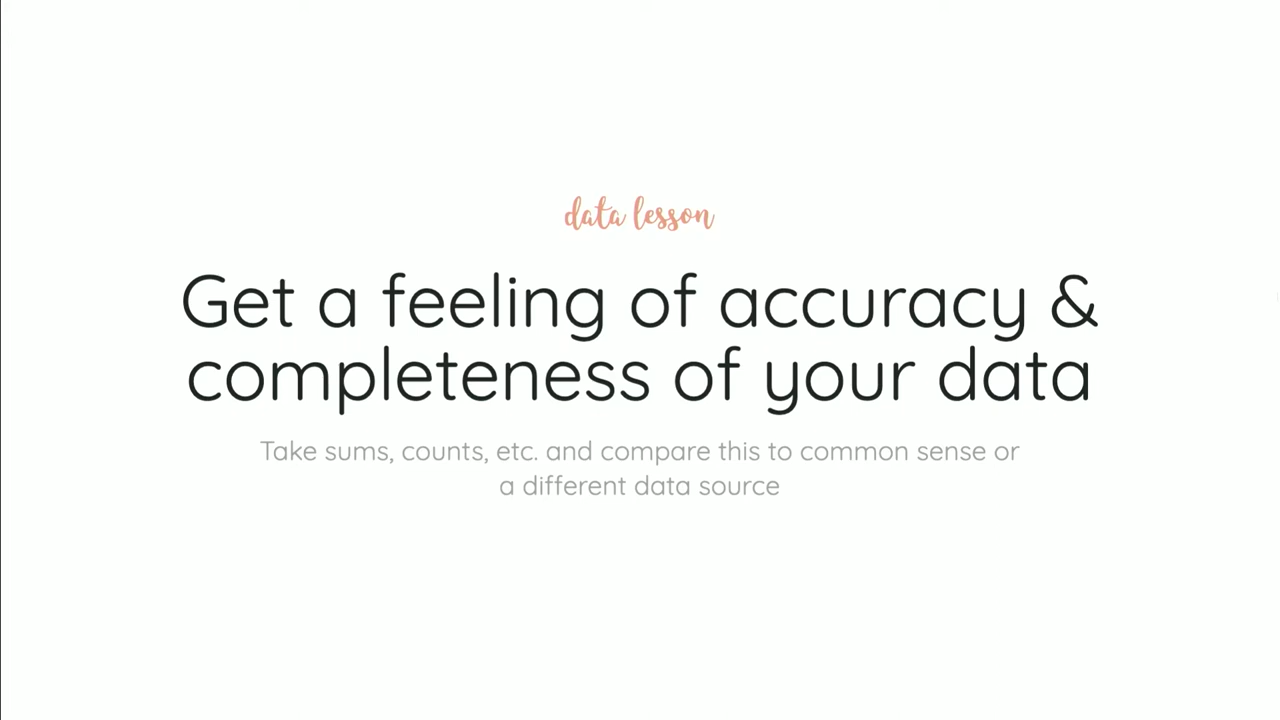 data lesson
Get a feeling of accuracy &
completeness of your data
Take sums, counts, etc. and compare this to common sense or
a different data source